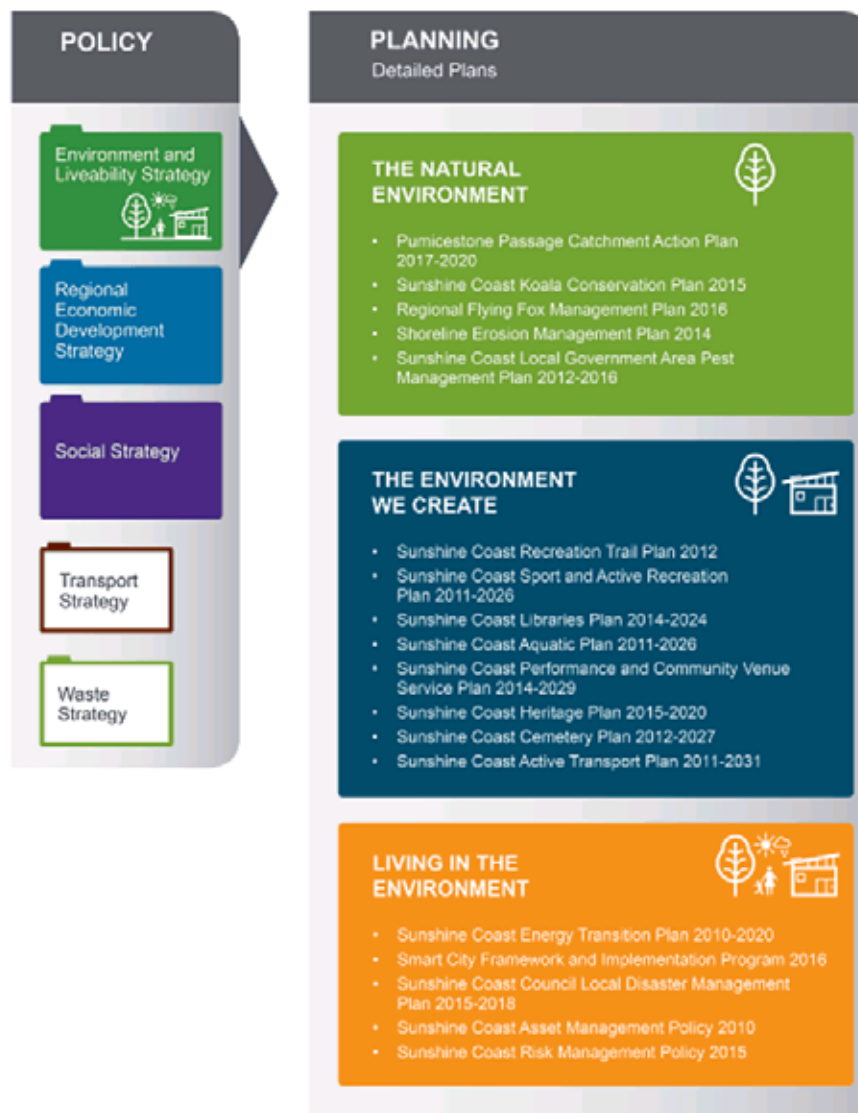 POLICY
Environment and
Liveability Strategy
Regional
Economic
Development
Strategy
Social Strategy
Transport
Strategy
Waste
Strategy
PLANNING
Detailed Plans
THE NATURAL
ENVIRONMENT
• Pumicestone Passage Catchment Action Plan
2017-2020
• Sunshine Coast Koala Conservation Plan 2015
• Regional Flying Fox Management Plan 2016
• Shoreline Erosion Management Plan 2014
• Sunshine Coast Local Government Area Pest
Management Plan 2012-2016
THE ENVIRONMENT
WE CREATE
• Sunshine Coast Recreation Trail Plan 2012
• Sunshine Coast Sport and Active Recreation
Plan 2011-2026
• Sunshine Coast Libraries Plan 2014-2024
• Sunshine Coast Aquatic Plan 2011-2026
• Sunshine Coast Performance and Community Venue
Service Plan 2014-2029
• Sunshine Coast Heritage Plan 2015-2020
• Sunshine Coast Cemetery Plan 2012-2027
• Sunshine Coast Active Transport Plan 2011-2031
LIVING IN THE
ENVIRONMENT
• Sunshine Coast Energy Transition Plan 2010-2020
• Smart City Framework and Implementation Program 2016
• Sunshine Coast Council Local Disaster Management
Plan 2015-2018
• Sunshine Coast Asset Management Policy 2010
• Sunshine Coast Risk Management Policy 2015